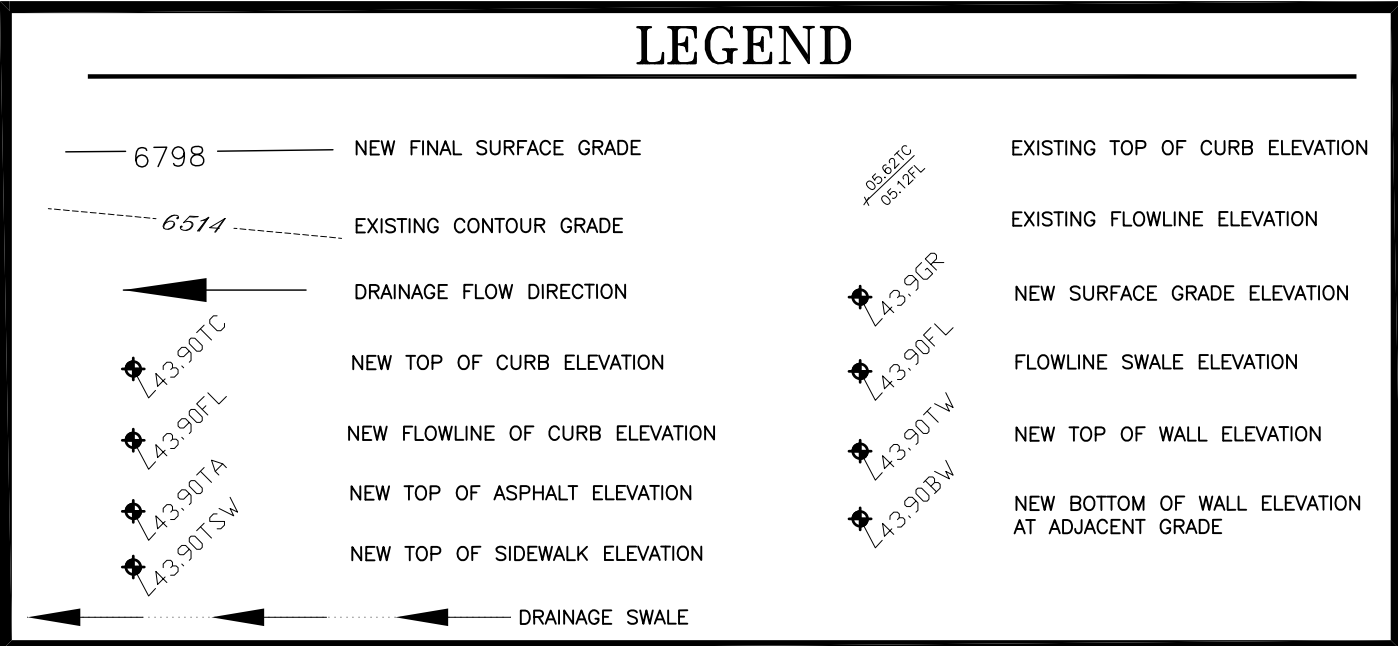 LEGEND
6798 NEW FINAL SURFACE GRADE
6514 EXISTING CONTOUR GRADE
DRAINAGE FLOW DIRECTION
43.90TC NEW TOP OF CURB ELEVATION
43.90FL NEW FLOWLINE OF CURB ELEVATION
43.90TA NEW TOP OF ASPHALT ELEVATION
43.90TSW NEW TOP OF SIDEWALK ELEVATION
DRAINAGE SWALE
05.62TC EXISTING TOP OF CURB ELEVATION
05.12FL EXISTING FLOWLINE ELEVATION
43.9GR NEW SURFACE GRADE ELEVATION
43.90FL FLOWLINE SWALE ELEVATION
43.90TW NEW TOP OF WALL ELEVATION
43.90BW NEW BOTTOM OF WALL ELEVATION
AT ADJACENT GRADE